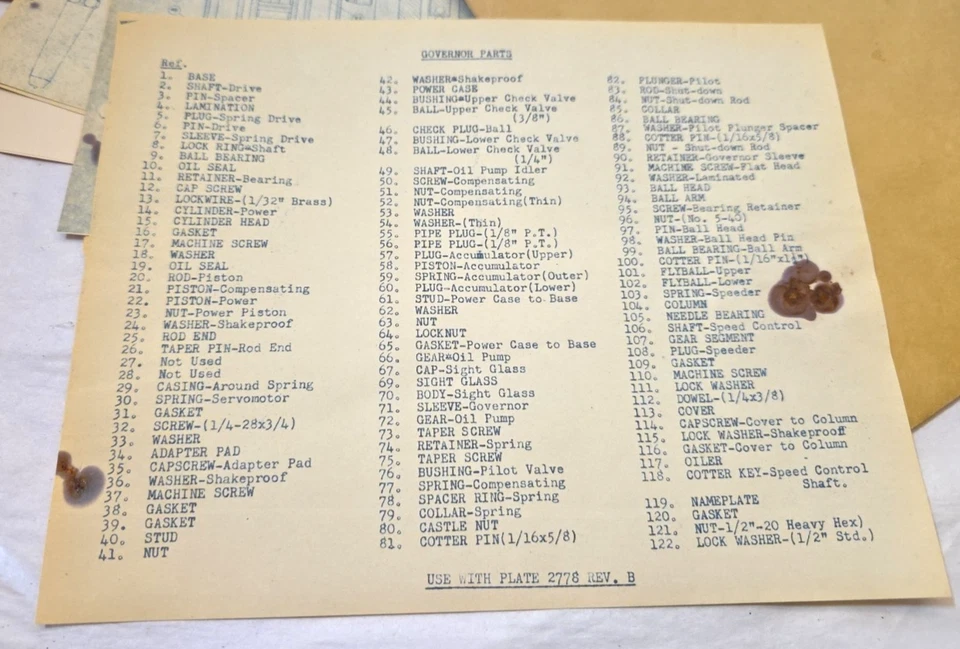 GOVERNOR PARTS
Ref.
1. BASE
2. SHAFT-Drive
3. PIN-Spacer
4. LAMINATION
5. PLUG-Spring Drive
6. PIN-Drive
7. SLEEVE-Spring Drive
8. LOCK RING-Shaft
9. BALL BEARING
10. OIL SEAL
11. RETAINER-Bearing
12. CAP SCREW
13. LOCKWIRE-(1/32" Brass)
14. CYLINDER-Power
15. CYLINDER HEAD
16. GASKET
17. MACHINE SCREW
18. WASHER
19. OIL SEAL
20. ROD-Piston
21. PISTON-Compensating
22. PISTON-Power
23. NUT-Power Piston
24. WASHER-Shakeproof
25. ROD END
26. TAPER PIN-Rod End
27. Not Used
28. Not Used
29. CASING-Around Spring
30. SPRING-Servomotor
31. GASKET
32. SCREW-(1/4-28x3/4)
33. WASHER
34. ADAPTER PAD
35. CAPSCREW-Adapter Pad
36. WASHER-Shakeproof
37. MACHINE SCREW
38. GASKET
39. GASKET
40. STUD
41. NUT
42. WASHER-Shakeproof
43. POWER CASE
44. BUSHING-Upper Check Valve
45. BALL-Upper Check Valve
(3/8")
46. CHECK PLUG-Ball
47. BUSHING-Lower Check Valve
48. BALL-Lower Check Valve
(1/4")
49. SHAFT-Oil Pump Idler
50. SCREW-Compensating
51. NUT-Compensating
52. NUT-Compensating(Thin)
53. WASHER
54. WASHER-(Thin)
55. PIPE PLUG-(1/8" P.T.)
56. PIPE PLUG-(1/8" P.T.)
57. PLUG-Accumulator(Upper)
58. PISTON-Accumulator
59. SPRING-Accumulator(Outer)
60. PLUG-Accumulator(Lower)
61. STUD-Power Case to Base
62. WASHER
63. NUT
64. LOCKNUT
65. GASKET-Power Case to Base
66. GEAR-Oil Pump
67. CAP-Sight Glass
69. SIGHT GLASS
70. BODY-Sight Glass
71. SLEEVE-Governor
72. GEAR-Oil Pump
73. TAPER SCREW
74. RETAINER-Spring
75. TAPER SCREW
76. BUSHING-Pilot Valve
77. SPRING-Compensating
78. SPACER RING-Spring
79. COLLAR-Spring
80. CASTLE NUT
81. COTTER PIN(1/16x5/8)
82. PLUNGER-Pilot
83. ROD-Shut-down
84. NUT-Shut-down Rod
85. COLLAR
86. BALL BEARING
87. WASHER-Pilot Plunger Spacer
88. COTTER PIN-(1/16x5/8)
89. NUT - Shut-down Rod
90. RETAINER-Governor Sleeve
91. MACHINE SCREW-Flat Head
92. WASHER-Laminated
93. BALL HEAD
94. BALL ARM
95. SCREW-Bearing Retainer
96. NUT-(No. 5-40)
97. PIN-Ball Head
98. WASHER-Ball Head Pin
99. BALL BEARING-Ball Arm
100. COTTER PIN-(1/16"x1¼")
101. FLYBALL-Upper
102. FLYBALL-Lower
103. SPRING-Speeder
104. COLUMN
105. NEEDLE BEARING
106. SHAFT-Speed Control
107. GEAR SEGMENT
108. PLUG-Speeder
109. GASKET
110. MACHINE SCREW
111. LOCK WASHER
112. DOWEL-(1/4x3/8)
113. COVER
114. CAPSCREW-Cover to Column
115. LOCK WASHER-Shakeproof
116. GASKET-Cover to Column
117. OILER
118. COTTER KEY-Speed Control
Shaft.
119. NAMEPLATE
120. GASKET
121. NUT-1/2"-20 Heavy Hex)
122. LOCK WASHER-(1/2" Std.)
USE WITH PLATE 2778 REV. B